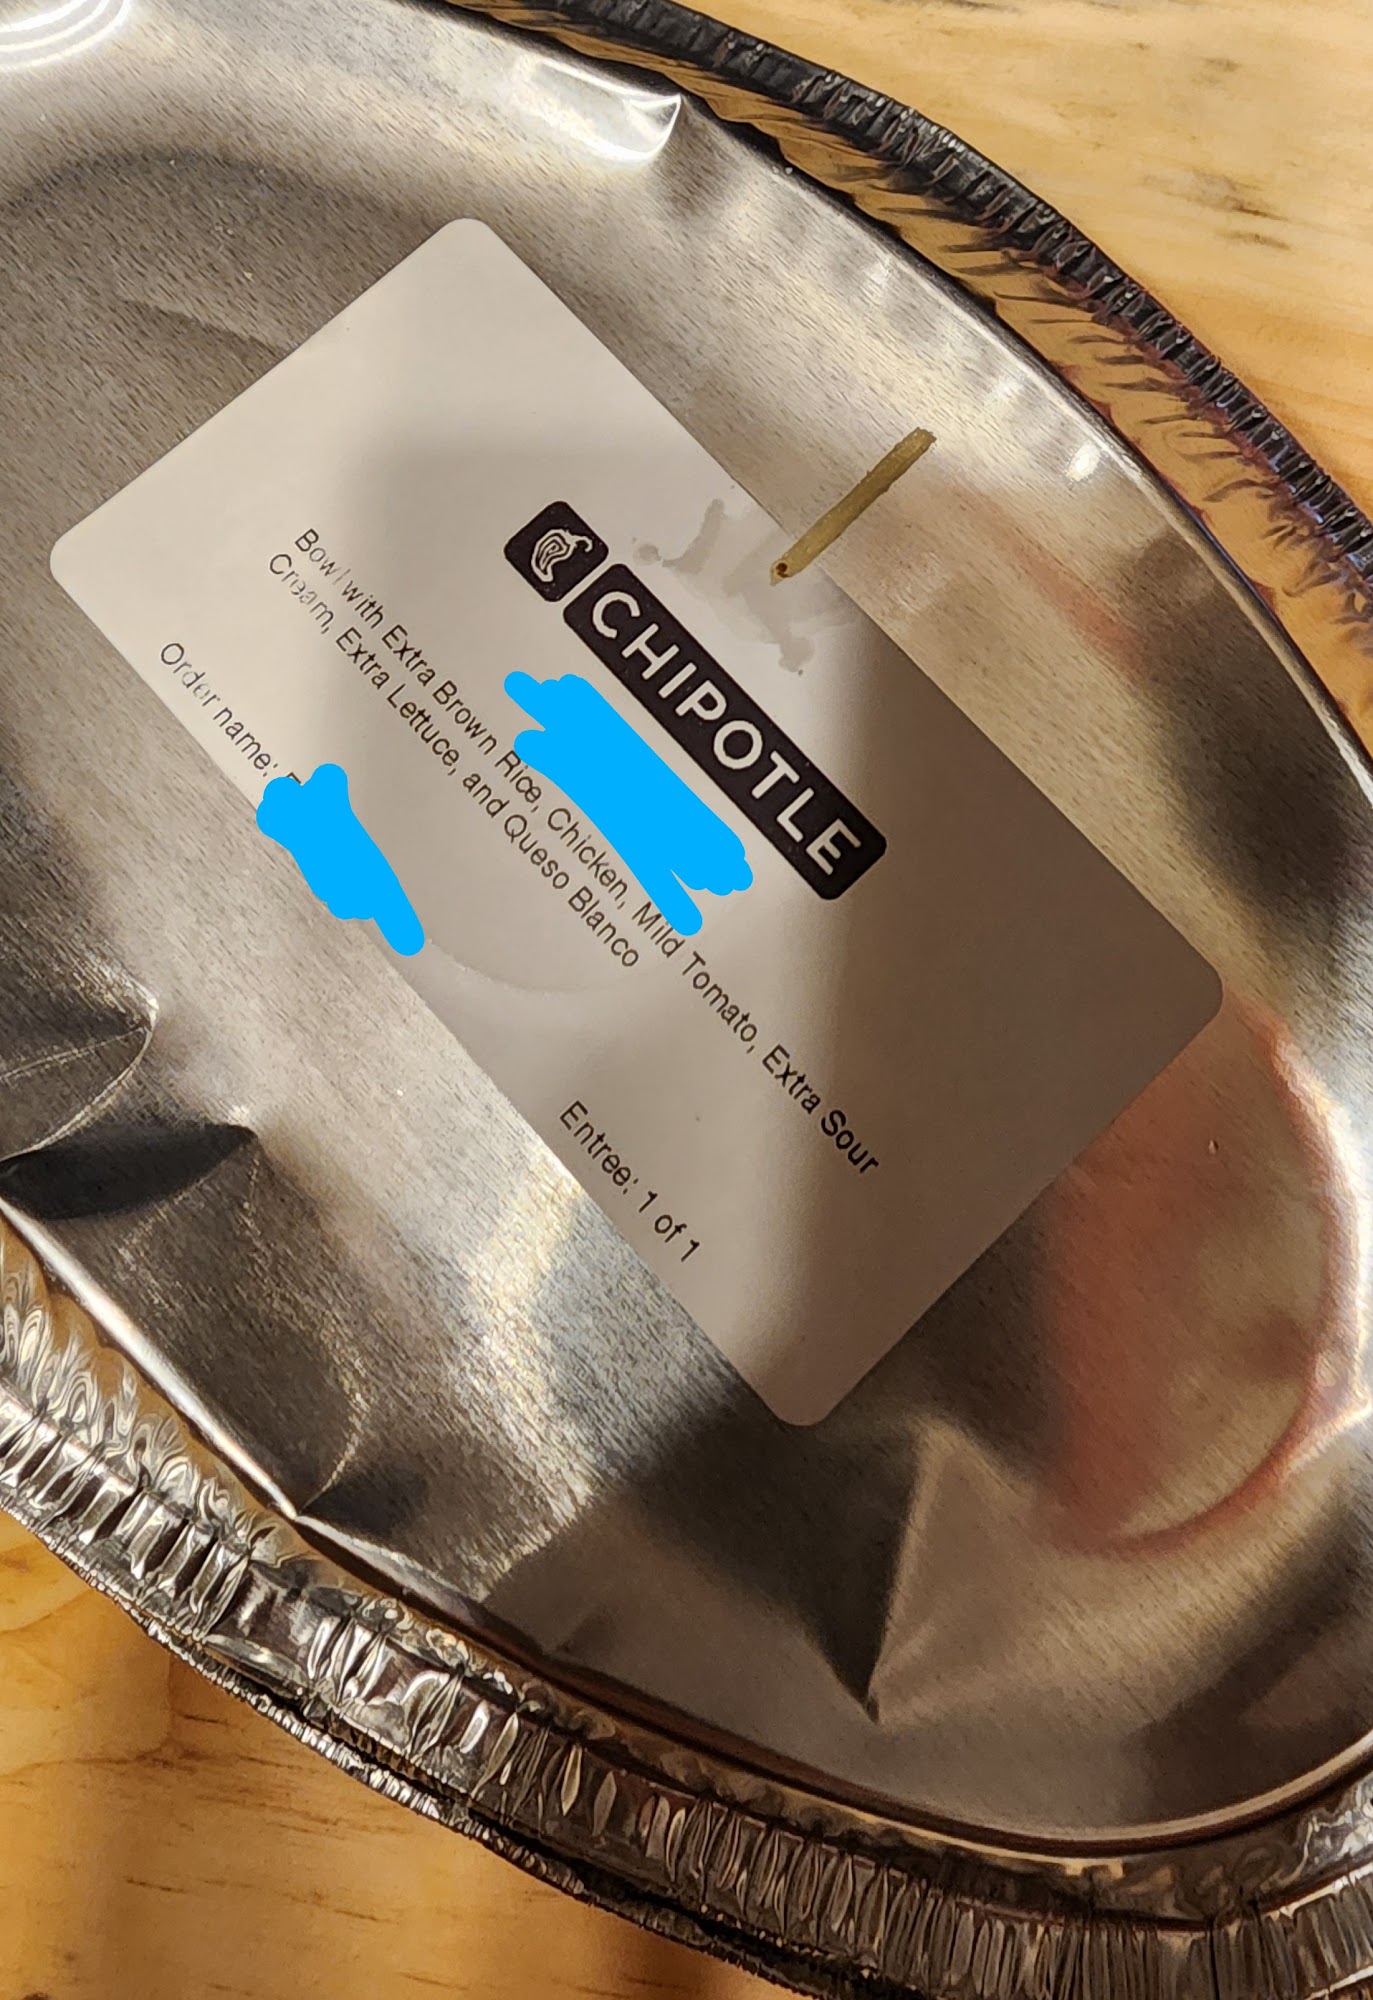 CHIPOTLE
Bowl with Extra Brown Rice, Chicken, Mild Tomato, Extra Sour
Cream, Extra Lettuce, and Queso Blanco
Order name:
Entree: 1 of 1